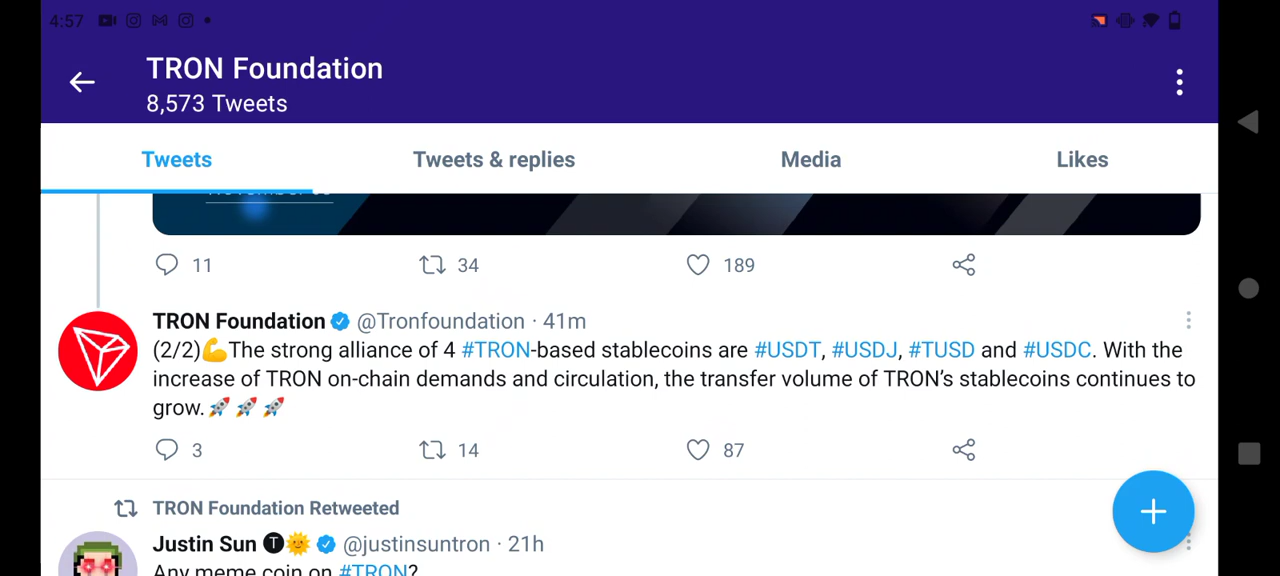 4:57
TRON Foundation
8,573 Tweets
Tweets
Tweets & replies
Media
Likes
11
34
189
TRON Foundation @Tronfoundation · 41m
(2/2)💪The strong alliance of 4 #TRON-based stablecoins are #USDT, #USDJ, #TUSD and #USDC. With the
increase of TRON on-chain demands and circulation, the transfer volume of TRON’s stablecoins continues to
grow.🚀🚀🚀
3
14
87
TRON Foundation Retweeted
Justin Sun 🅣🌞 @justinsuntron · 21h
Any meme coin on #TRON?